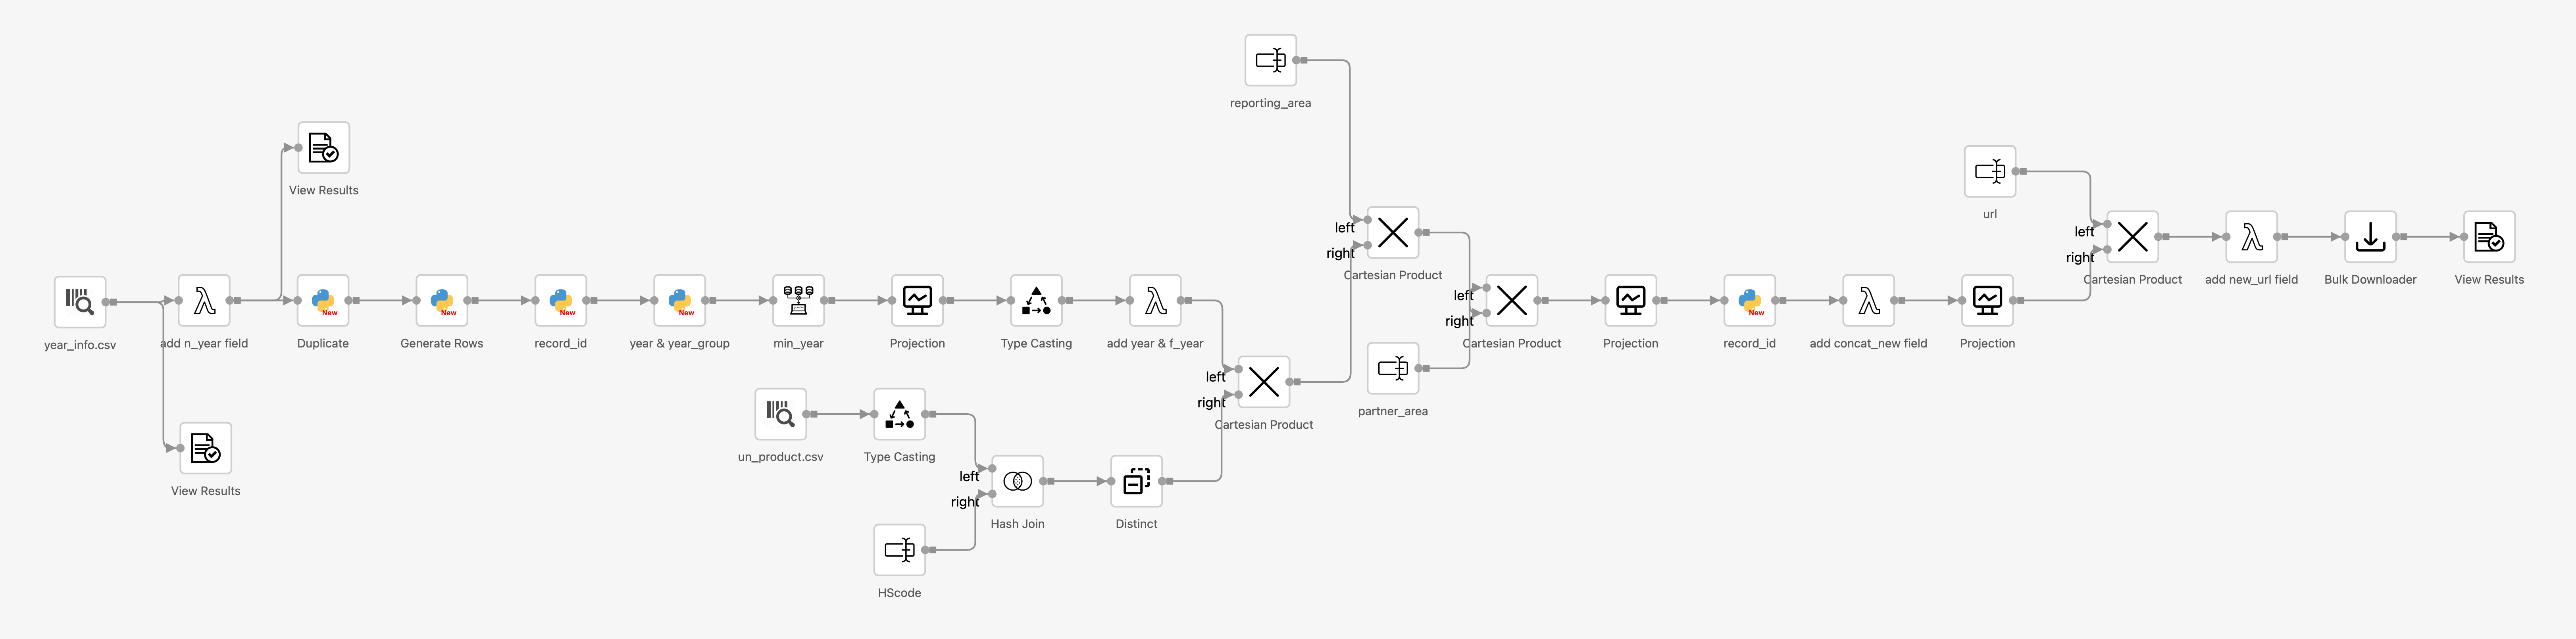 reporting_area
View Results
url
left
right
Cartesian Product
left
right
Cartesian Product
add new_url field
Bulk Downloader
View Results
year_info.csv
add n_year field
New
Duplicate
New
Generate Rows
New
record_id
New
year & year_group
min_year
Projection
Type Casting
add year & f_year
left
right
Cartesian Product
Projection
New
record_id
add concat_new field
Projection
left
right
Cartesian Product
partner_area
un_product.csv
Type Casting
View Results
left
right
Hash Join
Distinct
HScode